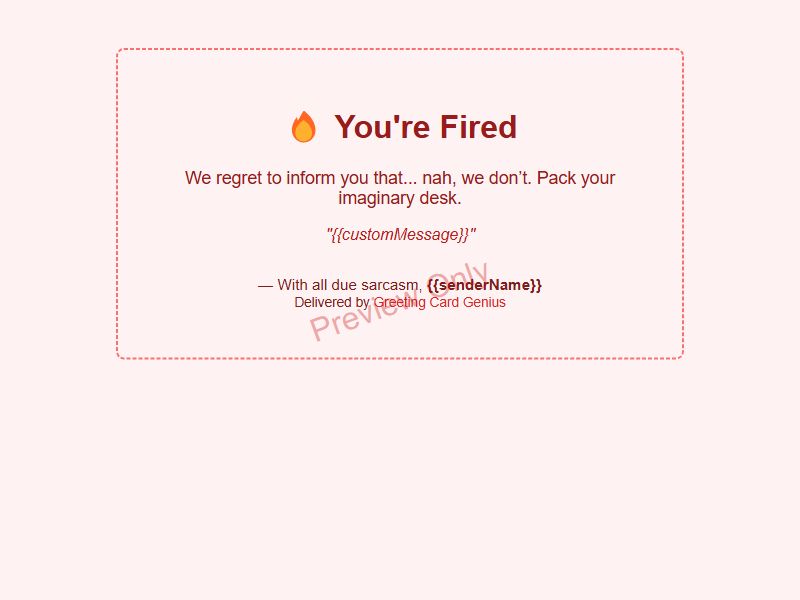 You're Fired
We regret to inform you that... nah, we don’t. Pack your
imaginary desk.
"{{customMessage}}"
— With all due sarcasm, {{senderName}}
Delivered by Greeting Card Genius
Preview Only